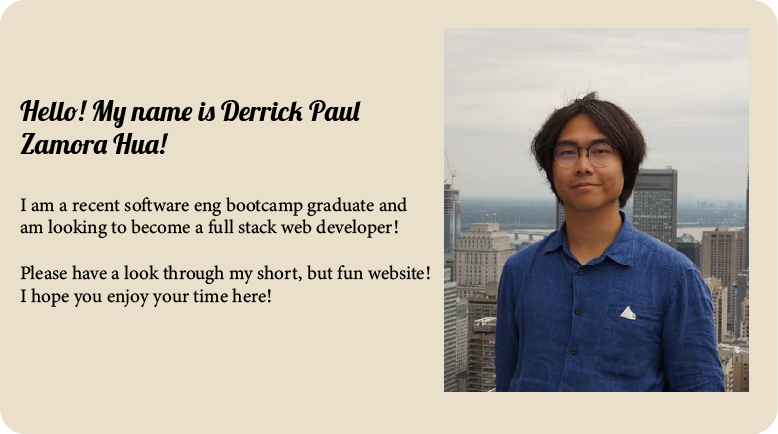 Hello! My name is Derrick Paul
Zamora Hua!
I am a recent software eng bootcamp graduate and
am looking to become a full stack web developer!
Please have a look through my short, but fun website!
I hope you enjoy your time here!